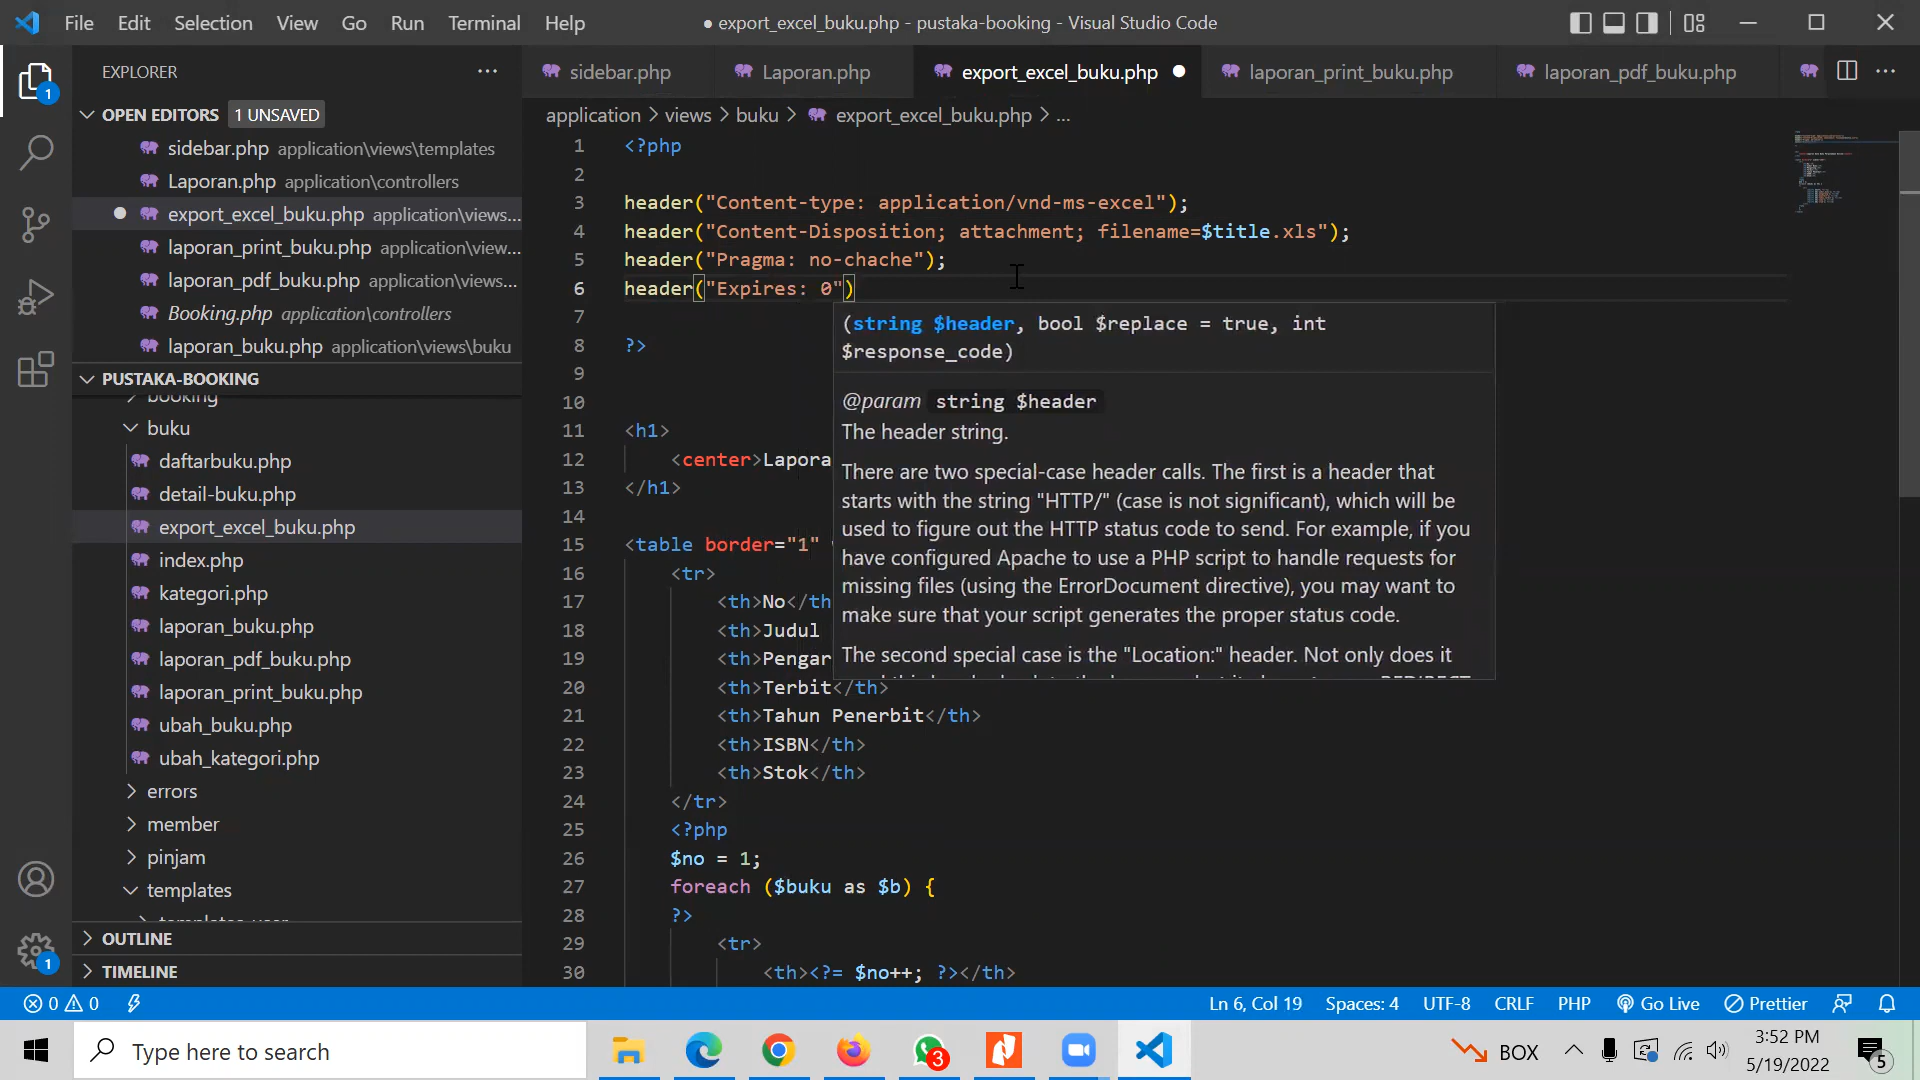 File Edit Selection View Go Run Terminal Help
● export_excel_buku.php - pustaka-booking - Visual Studio Code
EXPLORER
OPEN EDITORS 1 UNSAVED
sidebar.php application\views\templates
Laporan.php application\controllers
export_excel_buku.php application\views...
laporan_print_buku.php application\view...
laporan_pdf_buku.php application\views...
Booking.php application\controllers
laporan_buku.php application\views\buku
PUSTAKA-BOOKING
booking
buku
daftarbuku.php
detail-buku.php
export_excel_buku.php
index.php
kategori.php
laporan_buku.php
laporan_pdf_buku.php
laporan_print_buku.php
ubah_buku.php
ubah_kategori.php
errors
member
pinjam
templates
templates-user
OUTLINE
TIMELINE
sidebar.php Laporan.php export_excel_buku.php laporan_print_buku.php laporan_pdf_buku.php
application > views > buku > export_excel_buku.php > ...
1 <?php
2
3 header("Content-type: application/vnd-ms-excel");
4 header("Content-Disposition; attachment; filename=$title.xls");
5 header("Pragma: no-chache");
6 header("Expires: 0")
7
8 ?>
9
10
11 <h1>
12 <center>Lapora
13 </h1>
14
15 <table border="1"
16 <tr>
17 <th>No</th
18 <th>Judul
19 <th>Pengar
20 <th>Terbit</th>
21 <th>Tahun Penerbit</th>
22 <th>ISBN</th>
23 <th>Stok</th>
24 </tr>
25 <?php
26 $no = 1;
27 foreach ($buku as $b) {
28 ?>
29 <tr>
30 <th><?= $no++; ?></th>
(string $header, bool $replace = true, int
$response_code)
@param string $header
The header string.
There are two special-case header calls. The first is a header that
starts with the string "HTTP/" (case is not significant), which will be
used to figure out the HTTP status code to send. For example, if you
have configured Apache to use a PHP script to handle requests for
missing files (using the ErrorDocument directive), you may want to
make sure that your script generates the proper status code.
The second special case is the "Location:" header. Not only does it
1
1
0 0
Ln 6, Col 19 Spaces: 4 UTF-8 CRLF PHP Go Live Prettier
Type here to search
3
BOX
3:52 PM
5/19/2022
5